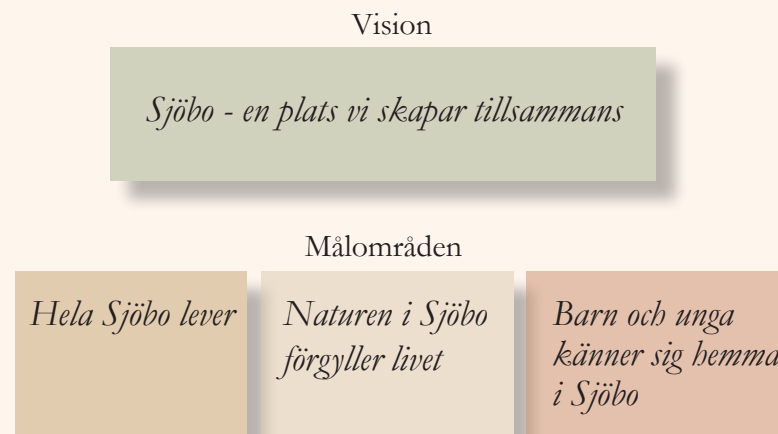 Vision
Sjöbo - en plats vi skapar tillsammans
Målområden
Hela Sjöbo lever
Naturen i Sjöbo
förgyller livet
Barn och unga
känner sig hemma
i Sjöbo